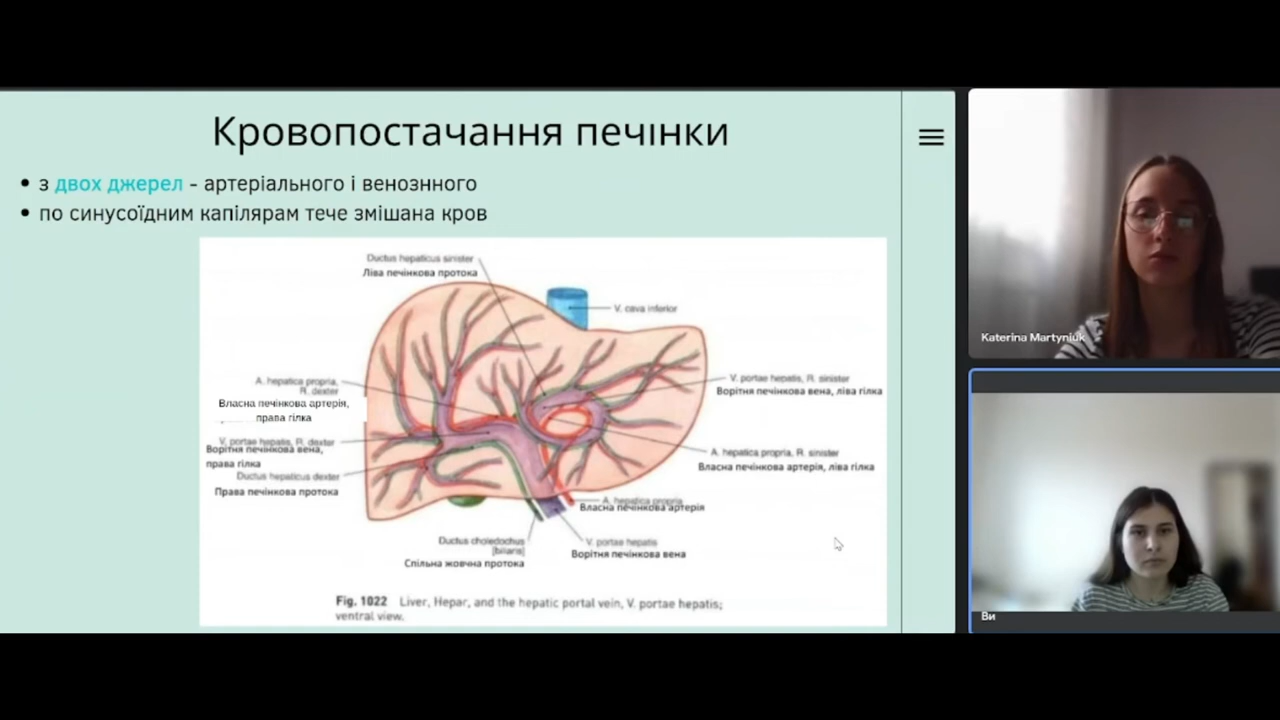 Кровопостачання печінки
• з двох джерел - артеріального і венознного
• по синусоїдним капілярам тече змішана кров
Ductus hepaticus sinister
Ліва печінкова протока
V. cava inferior
A. hepatica propria,
R. dexter
Власна печінкова артерія,
права гілка
V. portae hepatis, R. dexter
Ворітня печінкова вена,
права гілка
Ductus hepaticus dexter
Права печінкова протока
V. portae hepatis, R. sinister
Ворітня печінкова вена, ліва гілка
A. hepatica propria, R. sinister
Власна печінкова артерія, ліва гілка
A. hepatica propria
Власна печінкова артерія
Ductus choledochus
[biliaris]
Спільна жовчна протока
V. portae hepatis
Ворітня печінкова вена
Fig. 1022 Liver, Hepar, and the hepatic portal vein, V. portae hepatis;
ventral view.
Katerina Martyniuk
Ви